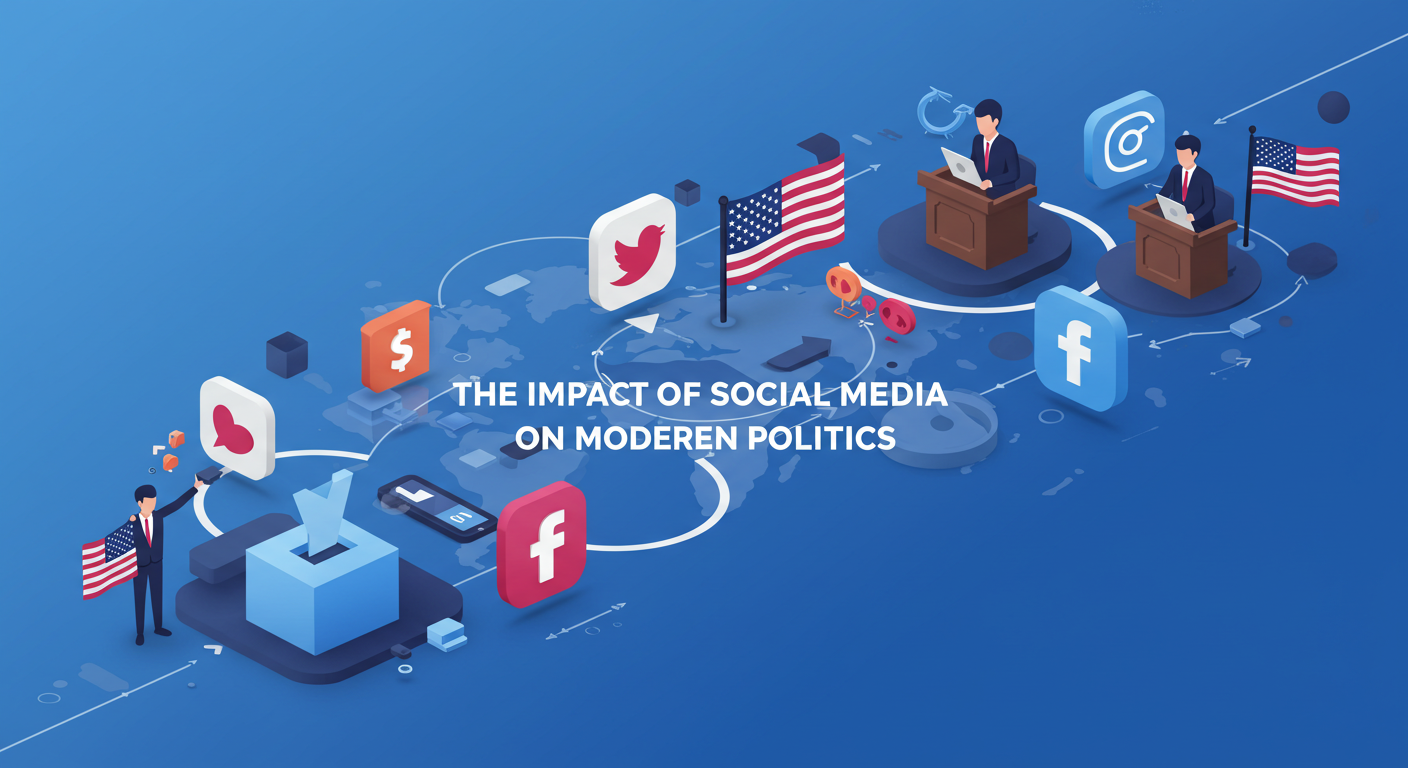 $
THE IMPACT OF SOCIAL MEDIA
ON MODEREN POLITICS
f
f